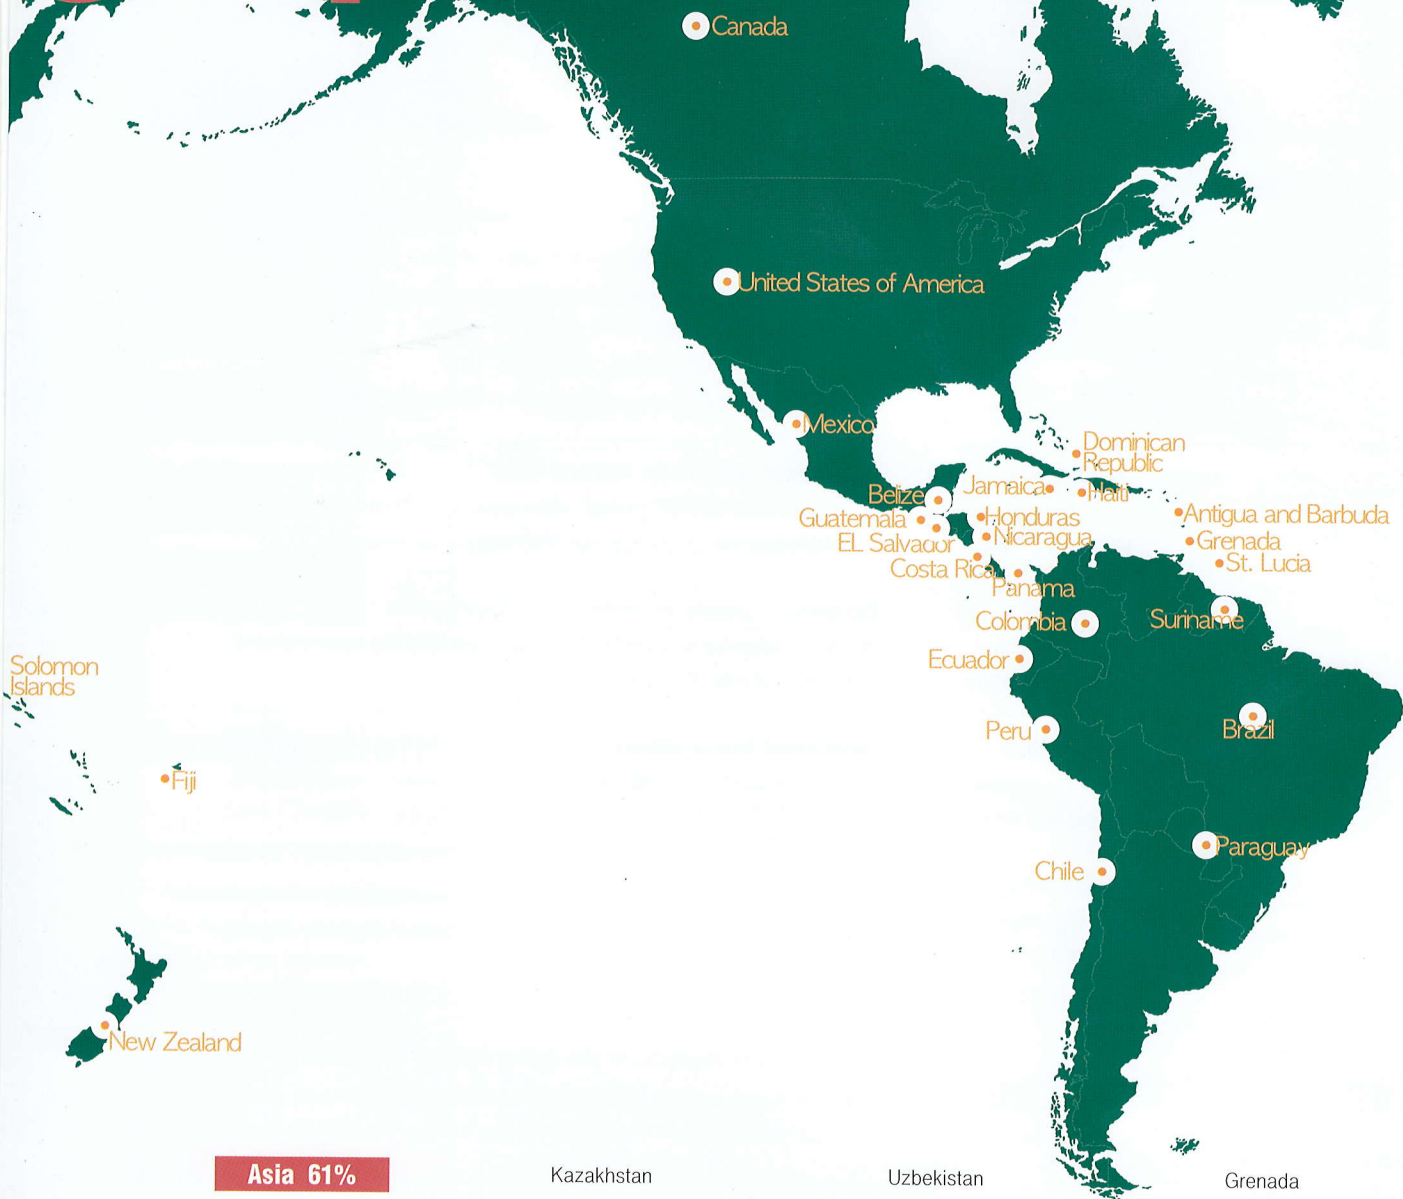 Canada
United States of America
Mexico
Dominican
Republic
Belize
Jamaica
Haiti
Guatemala
Honduras
Antigua and Barbuda
EL Salvador
Nicaragua
Grenada
Costa Rica
St. Lucia
Panama
Colombia
Suriname
Ecuador
Solomon
Islands
Peru
Brazil
Fiji
Paraguay
Chile
New Zealand
Asia 61%
Kazakhstan
Uzbekistan
Grenada